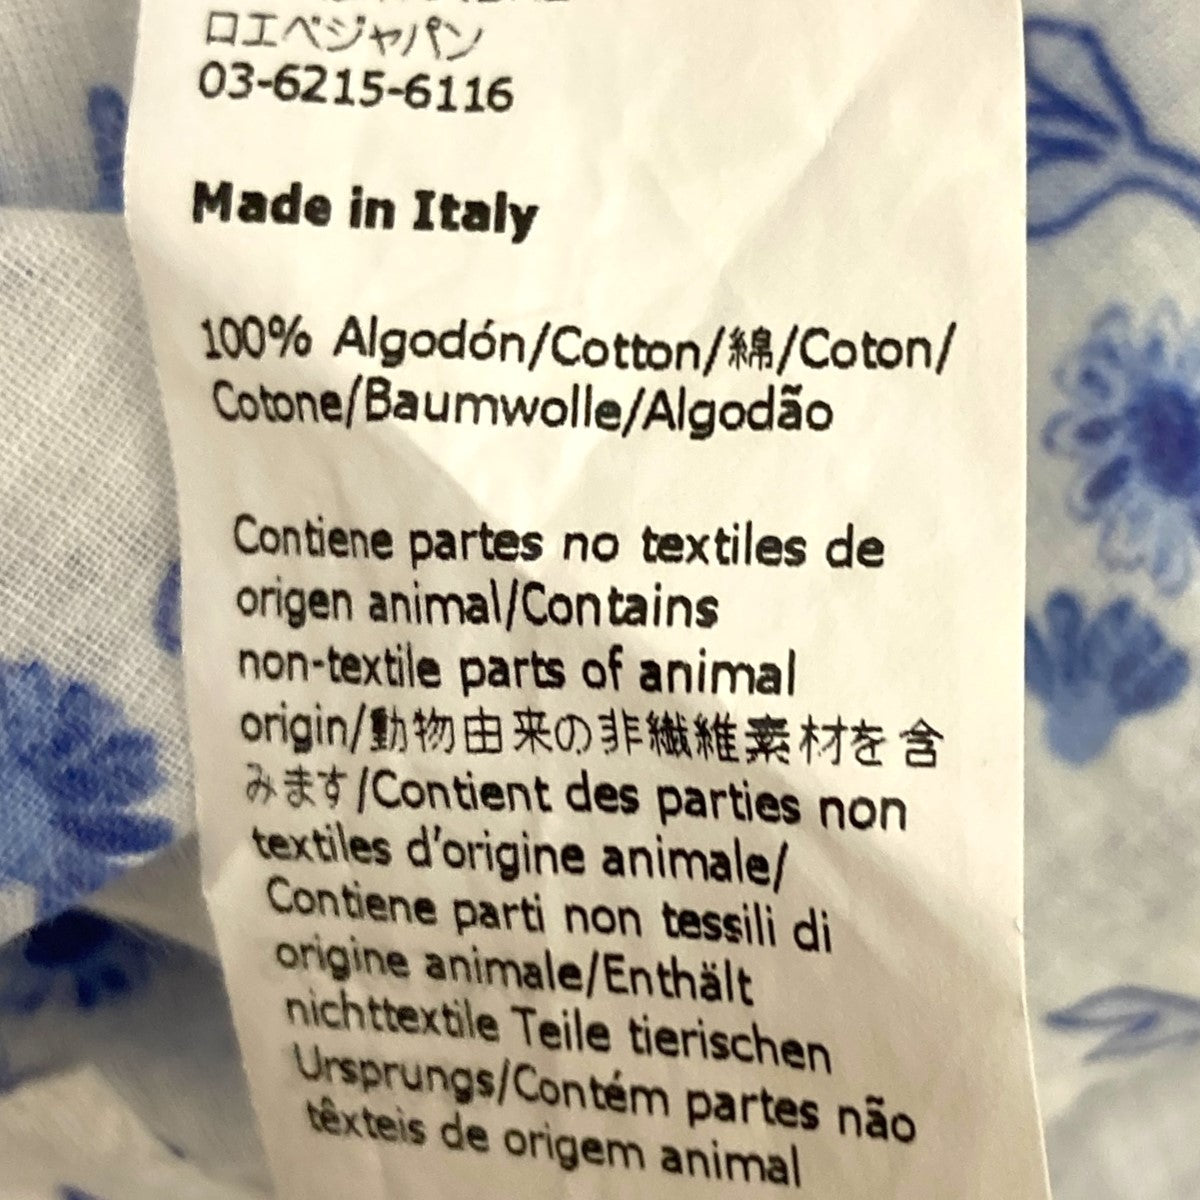 ロエベジャパン
03-6215-6116
Made in Italy
100% Algodón/Cotton/綿/Coton/
Cotone/Baumwolle/Algodão
Contiene partes no textiles de
origen animal/Contains
non-textile parts of animal
origin/動物由来の非繊維素材を含
みます/Contient des parties non
textiles d'origine animale/
Contiene parti non tessili di
origine animale/Enthält
nichttextile Teile tierischen
Ursprungs/Contém partes não
têxteis de origem animal